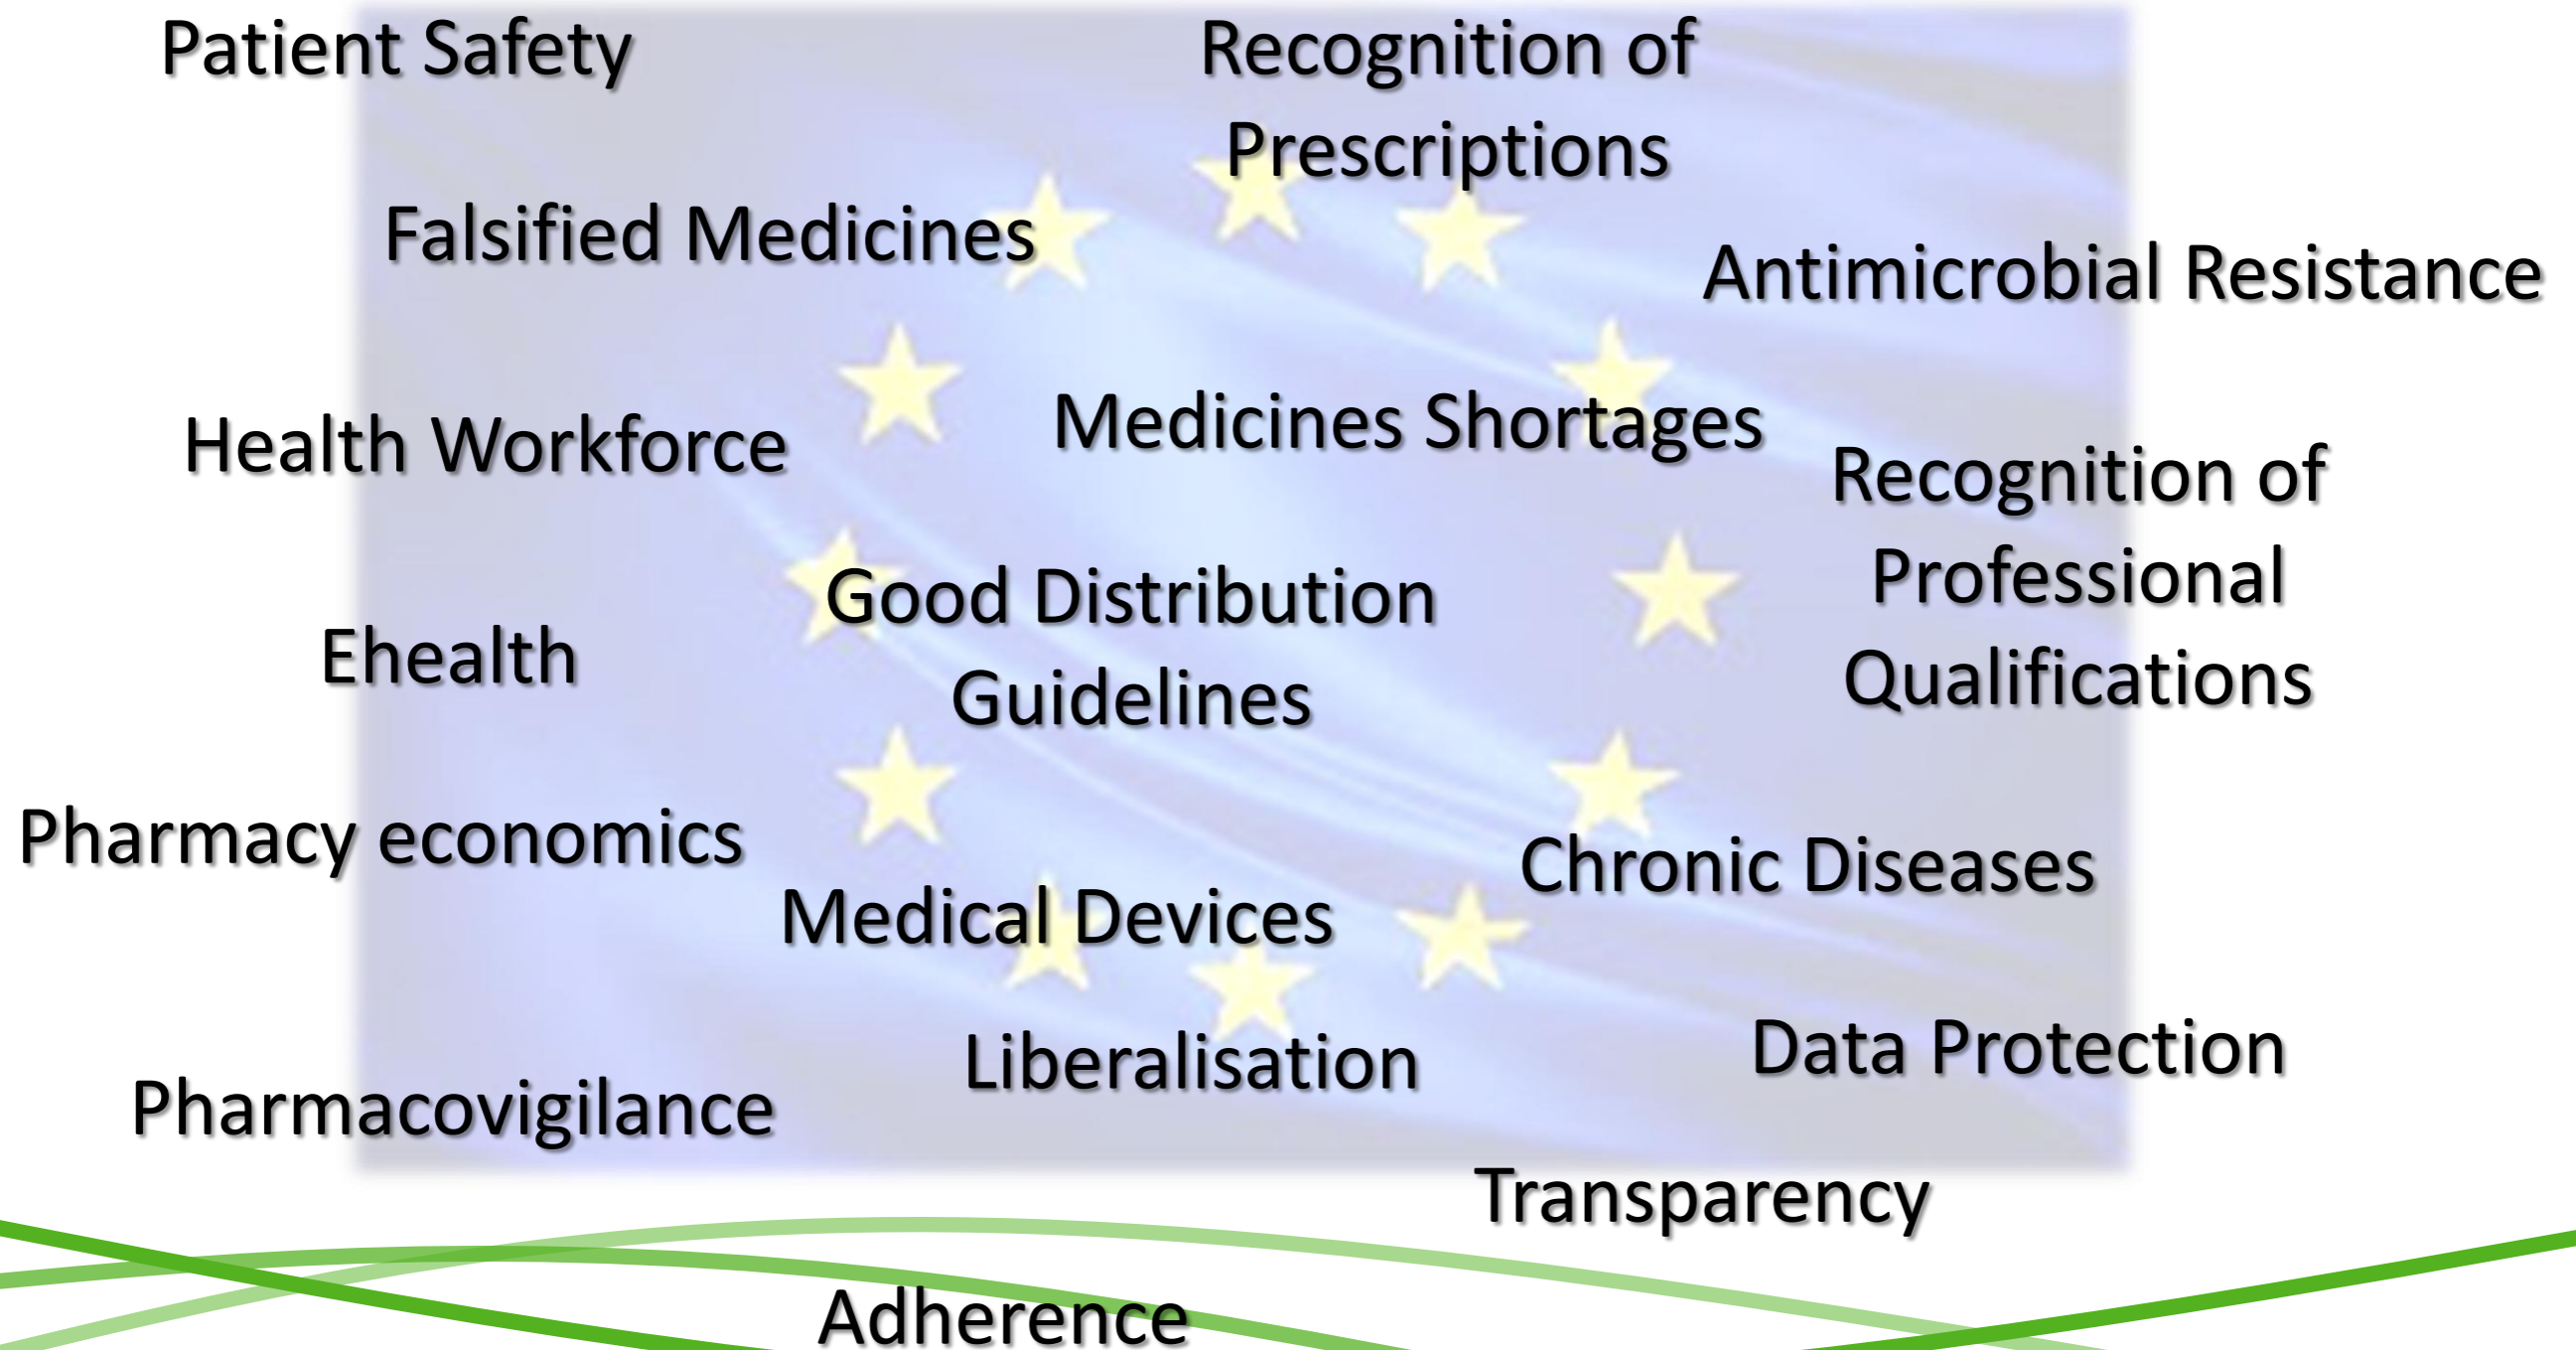 Patient Safety
Recognition of
Prescriptions
Falsified Medicines
Antimicrobial Resistance
Medicines Shortages
Health Workforce
Recognition of
Professional
Qualifications
Good Distribution
Guidelines
Ehealth
Pharmacy economics
Chronic Diseases
Medical Devices
Data Protection
Liberalisation
Pharmacovigilance
Transparency
Adherence